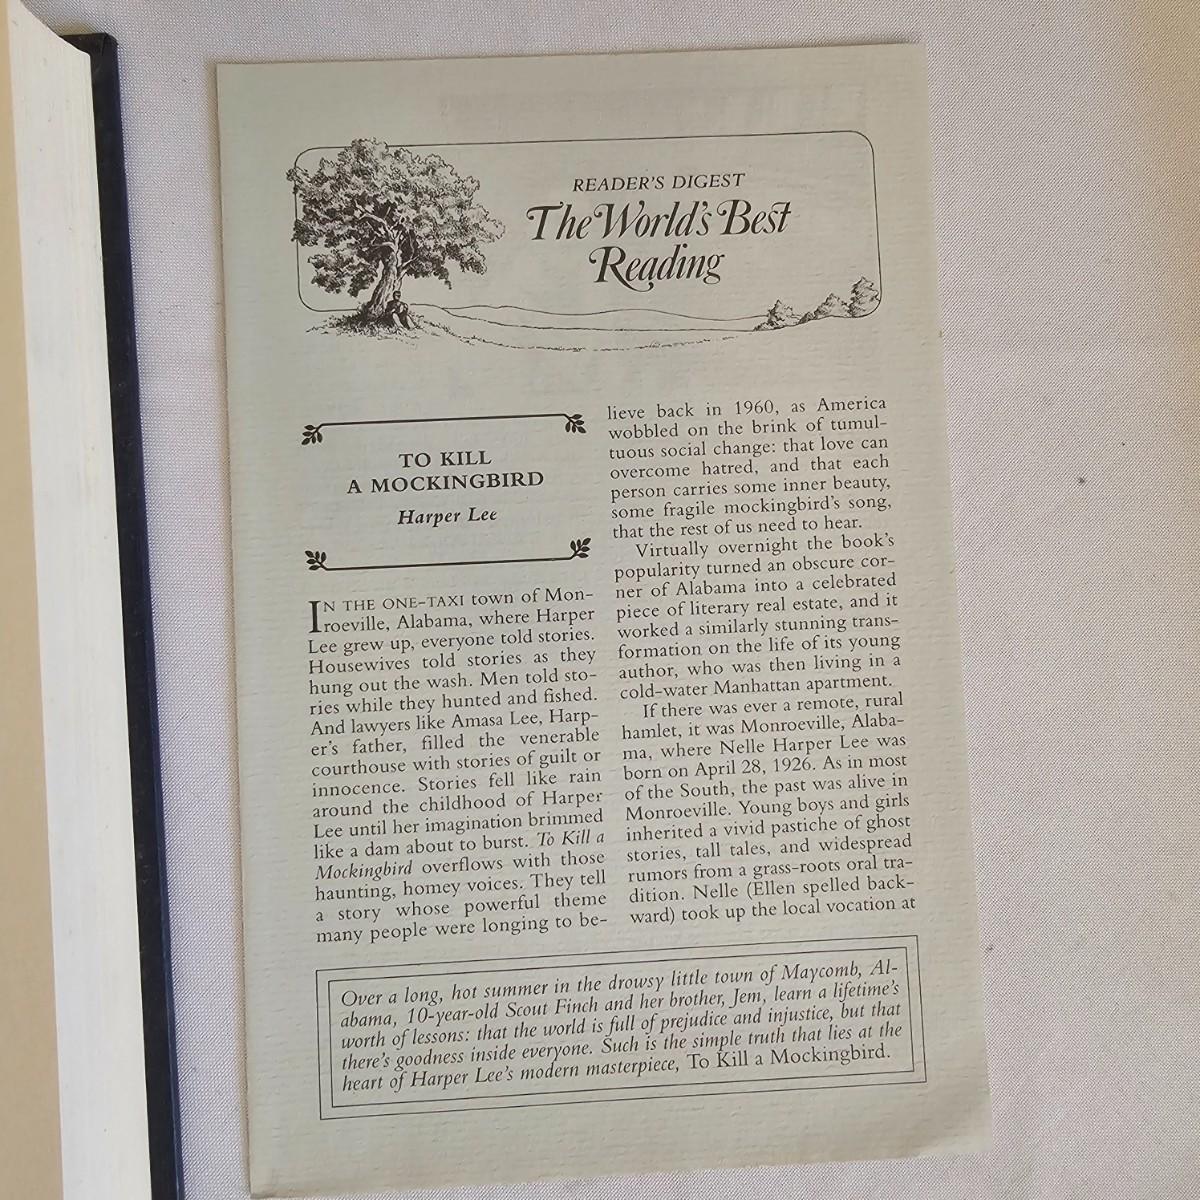 READER'S DIGEST
The World's Best
Reading
TO KILL
A MOCKINGBIRD
Harper Lee
IN THE ONE-TAXI town of Mon-
roeville, Alabama, where Harper
Lee grew up, everyone told stories.
Housewives told stories as they
hung out the wash. Men told sto-
ries while they hunted and fished.
And lawyers like Amasa Lee, Harp-
er's father, filled the venerable
courthouse with stories of guilt or
innocence. Stories fell like rain
around the childhood of Harper
Lee until her imagination brimmed
like a dam about to burst. To Kill a
Mockingbird overflows with those
haunting, homey voices. They tell
a story whose powerful theme
many people were longing to be-
lieve back in 1960, as America
wobbled on the brink of tumul-
tuous social change: that love can
overcome hatred, and that each
person carries some inner beauty,
some fragile mockingbird's song,
that the rest of us need to hear.
Virtually overnight the book's
popularity turned an obscure cor-
ner of Alabama into a celebrated
piece of literary real estate, and it
worked a similarly stunning trans-
formation on the life of its young
author, who was then living in a
cold-water Manhattan apartment.
If there was ever a remote, rural
hamlet, it was Monroeville, Alaba-
ma, where Nelle Harper Lee was
born on April 28, 1926. As in most
of the South, the past was alive in
Monroeville. Young boys and girls
inherited a vivid pastiche of ghost
stories, tall tales, and widespread
rumors from a grass-roots oral tra-
dition. Nelle (Ellen spelled back-
ward) took up the local vocation at
Over a long, hot summer in the drowsy little town of Maycomb, Al-
abama, 10-year-old Scout Finch and her brother, Jem, learn a lifetime's
worth of lessons: that the world is full of prejudice and injustice, but that
there's goodness inside everyone. Such is the simple truth that lies at the
heart of Harper Lee's modern masterpiece, To Kill a Mockingbird.